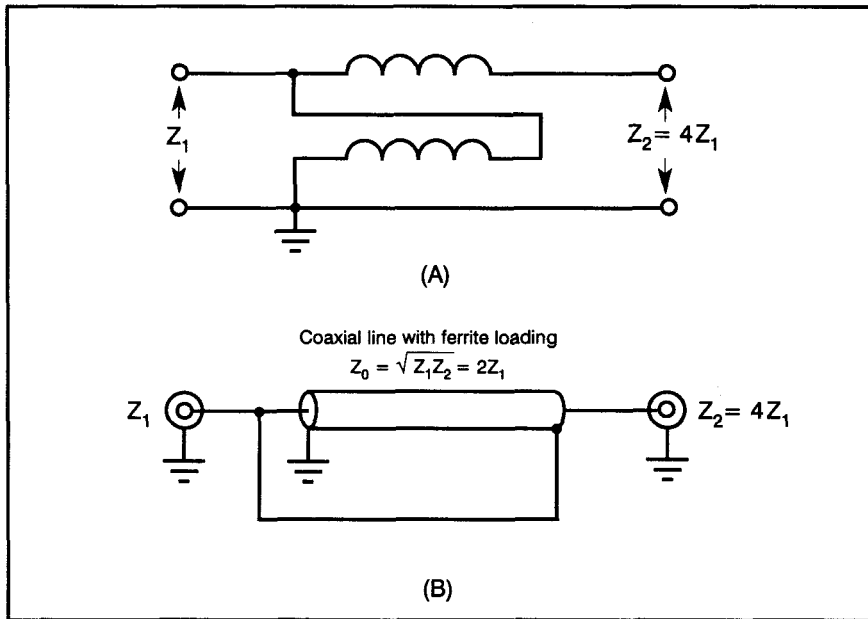 Z₁
Z₂ = 4Z₁
(A)
Coaxial line with ferrite loading
Z₀ = √Z₁Z₂ = 2Z₁
Z₁
Z₂ = 4Z₁
(B)